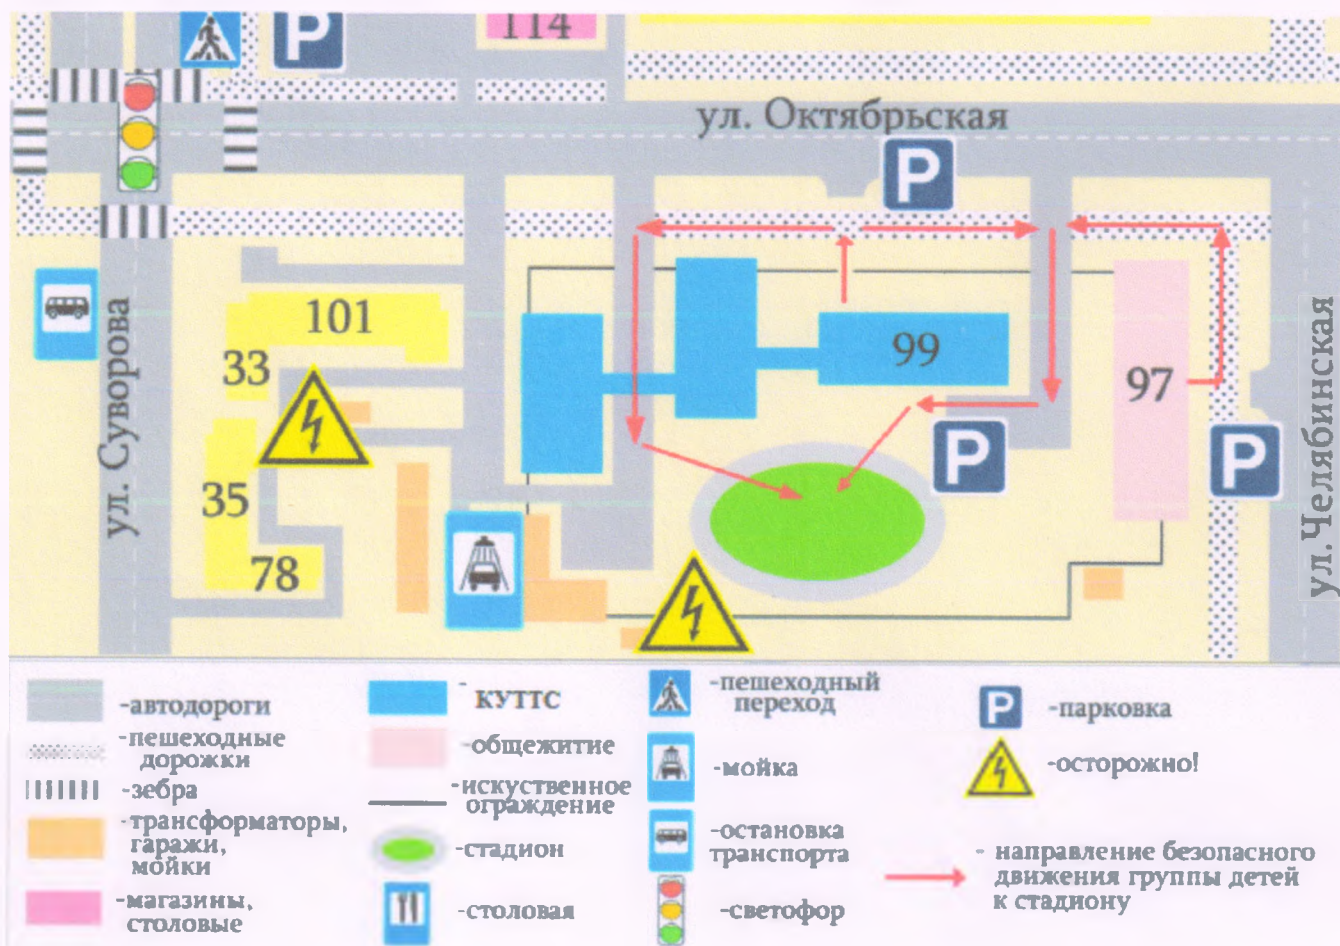 P
114
ул. Октябрьская
P
101
33
99
97
ул. Суворова
35
P
P
ул. Челябинская
78
-автодороги
-пешеходные
дорожки
-зебра
-трансформаторы,
гаражи,
мойки
-магазины,
столовые
-
КУТТС
-общежитие
-искуственное
ограждение
-стадион
-столовая
-пешеходный
переход
-мойка
-остановка
транспорта
-светофор
P
-парковка
-осторожно!
- направление безопасного
движения группы детей
к стадиону